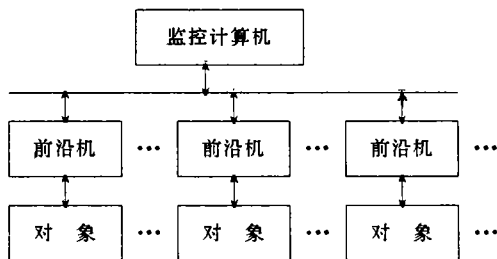 监控计算机
前沿机 ··· 前沿机 ··· 前沿机 ···
对 象 ··· 对 象 ··· 对 象 ···